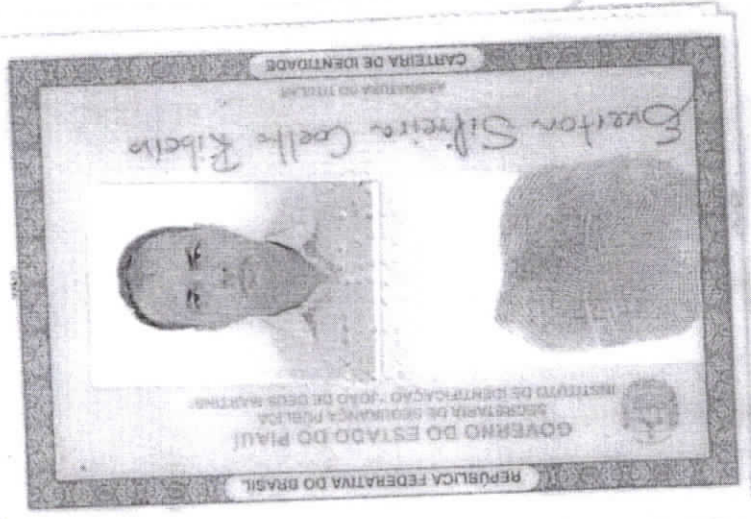 REPÚBLICA FEDERATIVA DO BRASIL
GOVERNO DO ESTADO DO PIAUÍ
SECRETARIA DE SEGURANÇA PÚBLICA
INSTITUTO DE IDENTIFICAÇÃO "JOÃO DE DEUS MARTINS"
Everton Silveira Coelho Ribeiro
ASSINATURA DO TITULAR
CARTEIRA DE IDENTIDADE